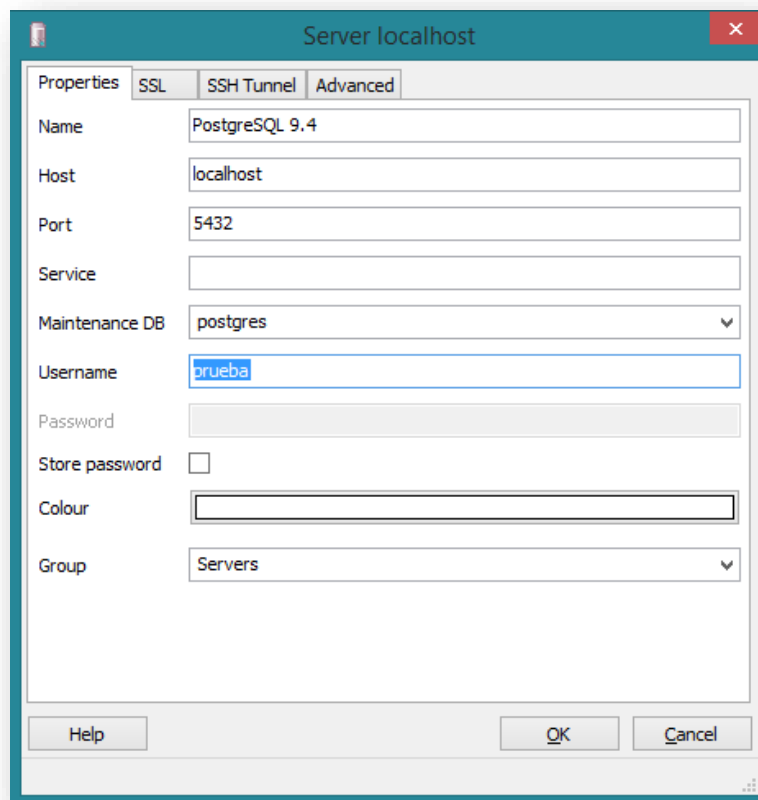 Server localhost
Properties SSL SSH Tunnel Advanced
Name PostgreSQL 9.4
Host localhost
Port 5432
Service
Maintenance DB postgres
Username prueba
Password
Store password
Colour
Group Servers
Help OK Cancel